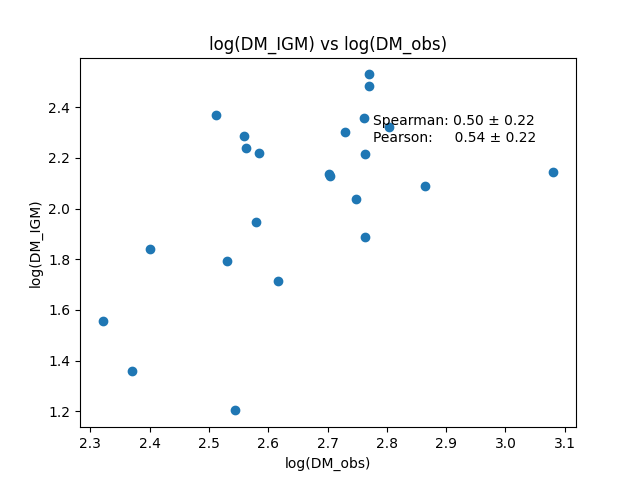 log(DM_IGM) vs log(DM_obs)
2.4
Spearman: 0.50 ± 0.22
Pearson: 0.54 ± 0.22
2.2
2.0
log(DM_IGM)
1.8
1.6
1.4
1.2
2.3 2.4 2.5 2.6 2.7 2.8 2.9 3.0 3.1
log(DM_obs)